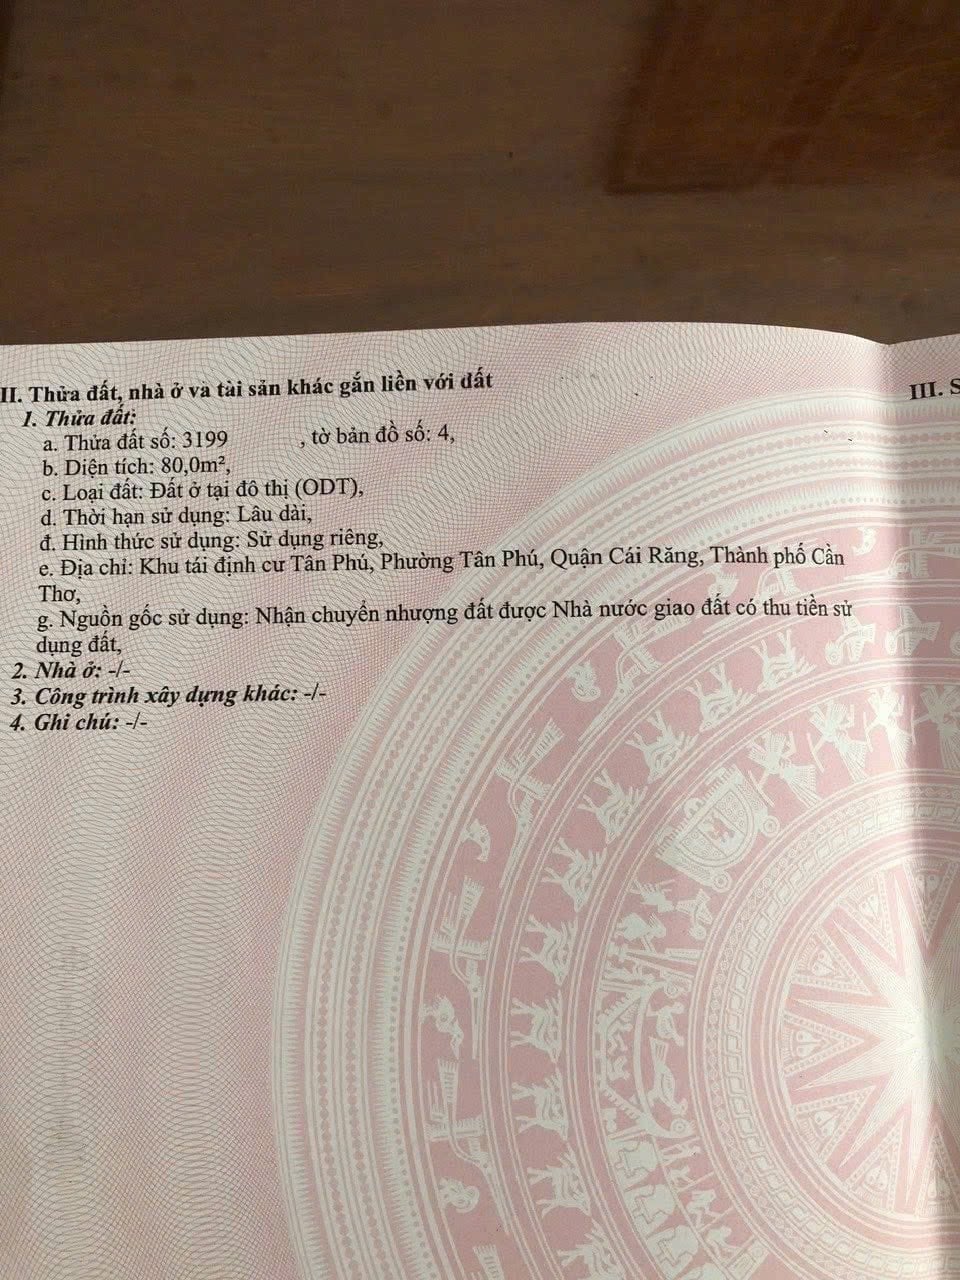 II. Thửa đất, nhà ở và tài sản khác gắn liền với đất
1. Thửa đất:
a. Thửa đất số: 3199 , tờ bản đồ số: 4,
b. Diện tích: 80,0m²,
c. Loại đất: Đất ở tại đô thị (ODT),
d. Thời hạn sử dụng: Lâu dài,
đ. Hình thức sử dụng: Sử dụng riêng,
e. Địa chỉ: Khu tái định cư Tân Phú, Phường Tân Phú, Quận Cái Răng, Thành phố Cần
Thơ,
g. Nguồn gốc sử dụng: Nhận chuyển nhượng đất được Nhà nước giao đất có thu tiền sử
dụng đất,
2. Nhà ở: -/-
3. Công trình xây dựng khác: -/-
4. Ghi chú: -/-
III. S